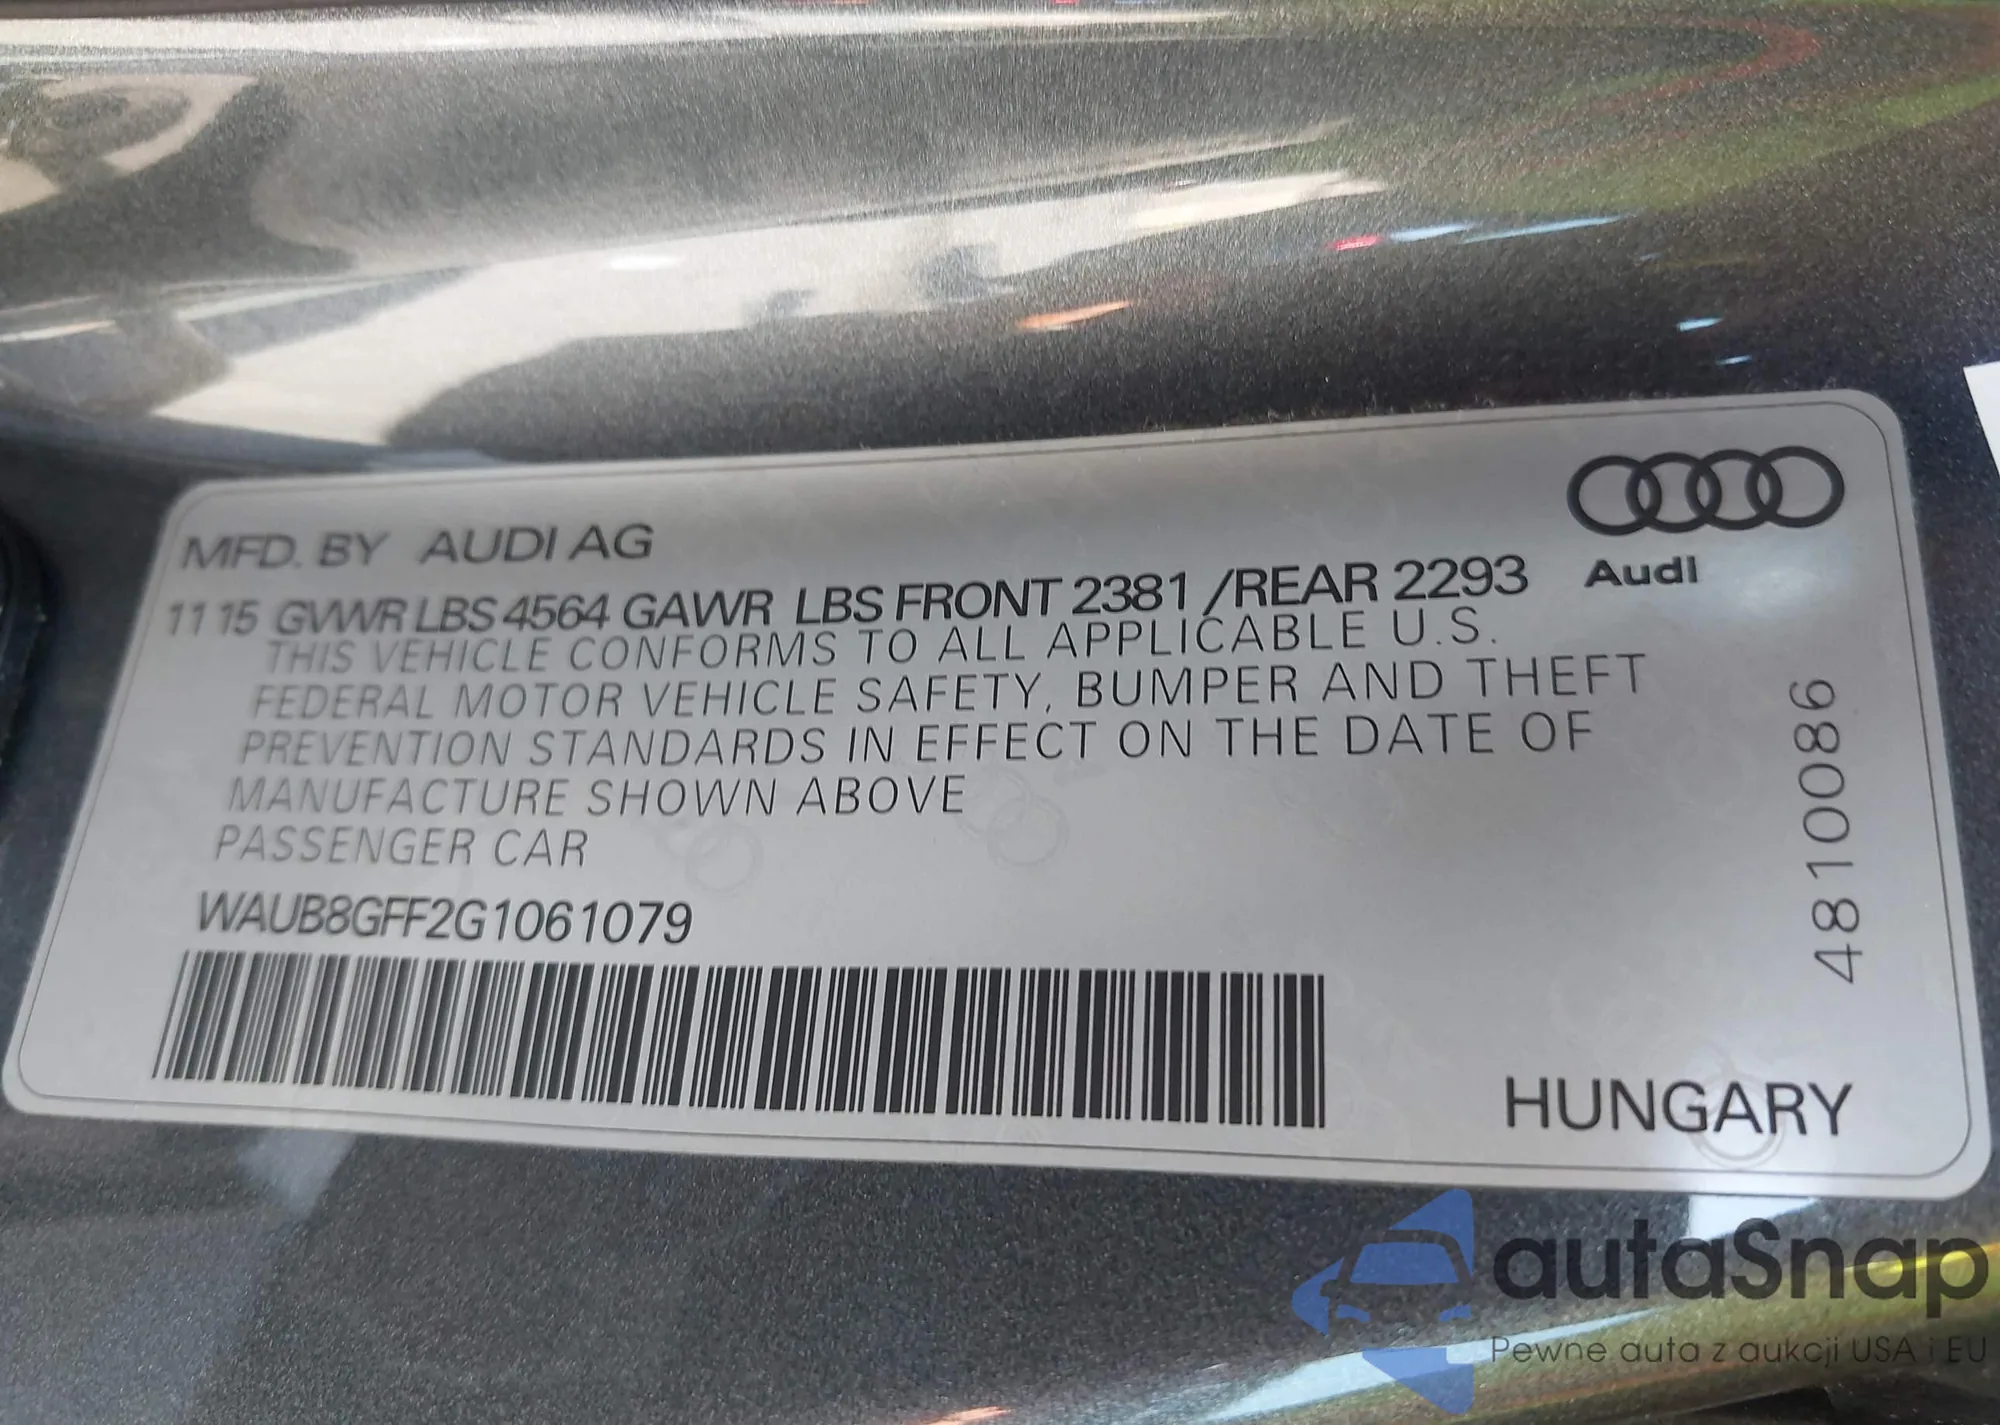 MFD. BY AUDI AG
11 15 GVWR LBS 4564 GAWR LBS FRONT 2381 /REAR 2293
Audi
THIS VEHICLE CONFORMS TO ALL APPLICABLE U.S.
FEDERAL MOTOR VEHICLE SAFETY, BUMPER AND THEFT
PREVENTION STANDARDS IN EFFECT ON THE DATE OF
MANUFACTURE SHOWN ABOVE
PASSENGER CAR
WAUB8GFF2G1061079
4810086
HUNGARY
autaSnap
Pewne auta z aukcji USA i EU